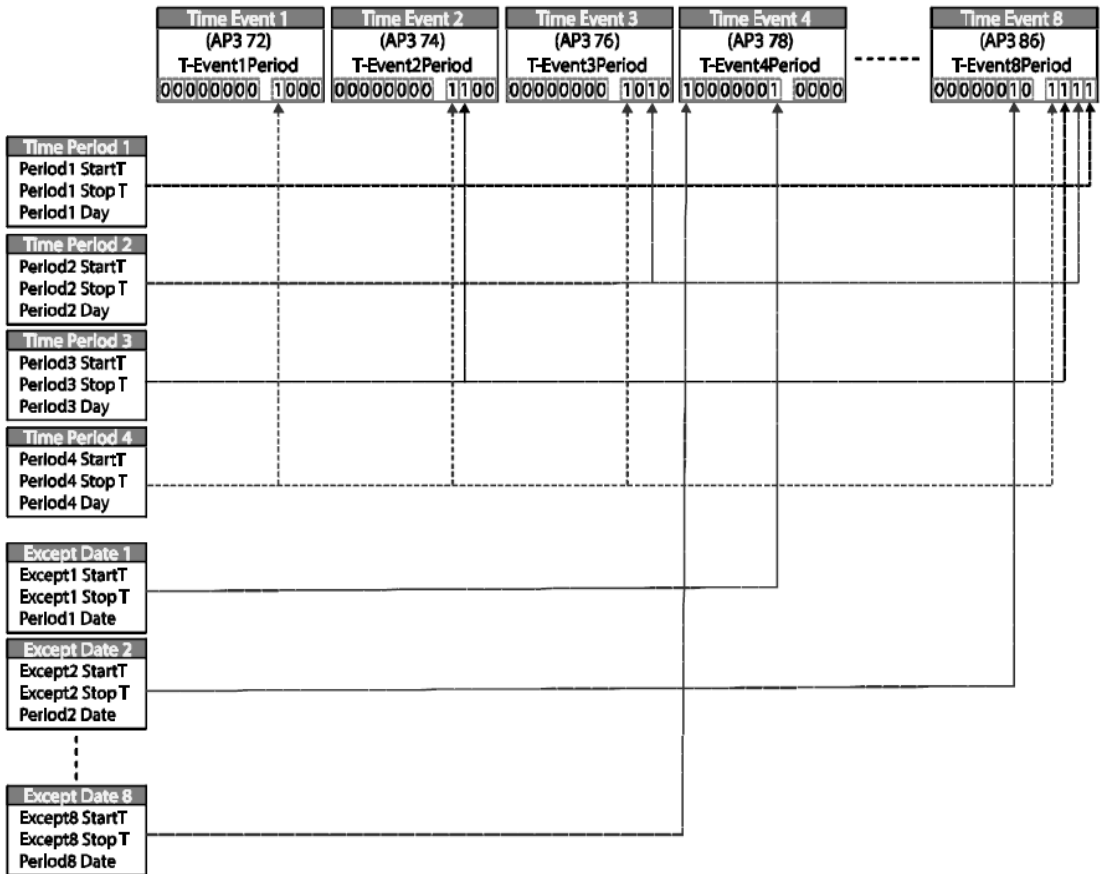 Time Event 1
(AP3 72)
T-Event1Period
00000000 1000
Time Event 2
(AP3 74)
T-Event2Period
00000000 1100
Time Event 3
(AP3 76)
T-Event3Period
00000000 1010
Time Event 4
(AP3 78)
T-Event4Period
10000001 0000
Time Event 8
(AP3 86)
T-Event8Period
00000010 1111
Time Period 1
Period1 StartT
Period1 Stop T
Period1 Day
Time Period 2
Period2 StartT
Period2 Stop T
Period2 Day
Time Period 3
Period3 StartT
Period3 Stop T
Period3 Day
Time Period 4
Period4 StartT
Period4 Stop T
Period4 Day
Except Date 1
Except1 StartT
Except1 Stop T
Period1 Date
Except Date 2
Except2 StartT
Except2 Stop T
Period2 Date
Except Date 8
Except8 StartT
Except8 Stop T
Period8 Date